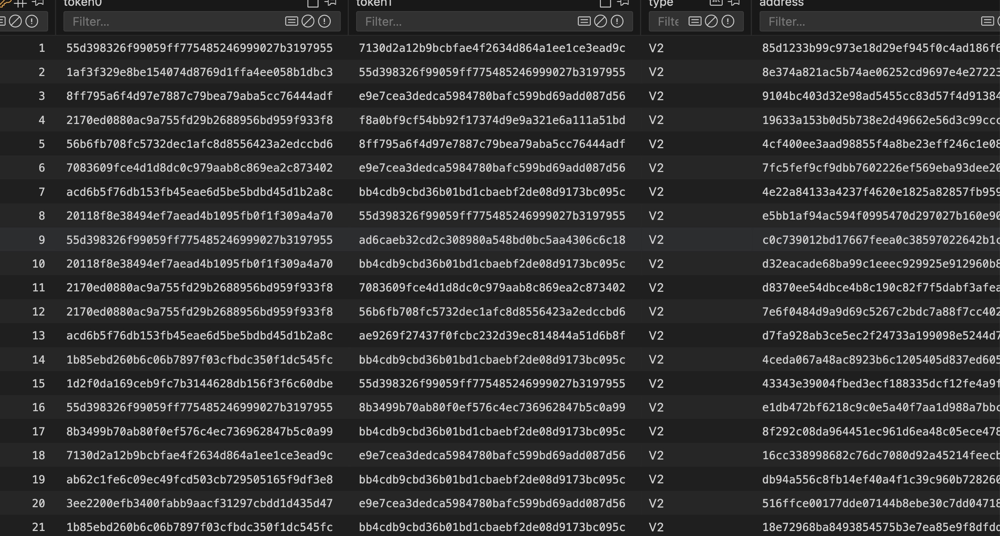 token0 token1 type address
Filter... Filter... Filte Filter...
1 55d398326f99059ff775485246999027b3197955 7130d2a12b9bcbfae4f2634d864a1ee1ce3ead9c V2 85d1233b99c973e18d29ef945f0c4ad186f6
2 1af3f329e8be154074d8769d1ffa4ee058b1dbc3 55d398326f99059ff775485246999027b3197955 V2 8e374a821ac5b74ae06252cd9697e4e27223
3 8ff795a6f4d97e7887c79bea79aba5cc76444adf e9e7cea3dedca5984780bafc599bd69add087d56 V2 9104bc403d32e98ad5455cc83d57f4d91384
4 2170ed0880ac9a755fd29b2688956bd959f933f8 f8a0bf9cf54bb92f17374d9e9a321e6a111a51bd V2 19633a153b0d5b738e2d49662e56d3c99ccc
5 56b6fb708fc5732dec1afc8d8556423a2edccbd6 8ff795a6f4d97e7887c79bea79aba5cc76444adf V2 4cf400ee3aad98855f4a8be23eff246c1e08
6 7083609fce4d1d8dc0c979aab8c869ea2c873402 e9e7cea3dedca5984780bafc599bd69add087d56 V2 7fc5fef9cf9dbb7602226ef569eba93dee20
7 acd6b5f76db153fb45eae6d5be5bdbd45d1b2a8c bb4cdb9cbd36b01bd1cbaebf2de08d9173bc095c V2 4e22a84133a4237f4620e1825a82857fb959
8 20118f8e38494ef7aead4b1095fb0f1f309a4a70 55d398326f99059ff775485246999027b3197955 V2 e5bb1af94ac594f0995470d297027b160e90
9 55d398326f99059ff775485246999027b3197955 ad6caeb32cd2c308980a548bd0bc5aa4306c6c18 V2 c0c739012bd17667feea0c38597022642b1c
10 20118f8e38494ef7aead4b1095fb0f1f309a4a70 bb4cdb9cbd36b01bd1cbaebf2de08d9173bc095c V2 d32eacade68ba99c1eeec929925e912960b8
11 2170ed0880ac9a755fd29b2688956bd959f933f8 7083609fce4d1d8dc0c979aab8c869ea2c873402 V2 d8370ee54dbce4b8c190c82f7f5dabf3afea
12 2170ed0880ac9a755fd29b2688956bd959f933f8 56b6fb708fc5732dec1afc8d8556423a2edccbd6 V2 7e6f0484d9a9d69c5267c2bdc7a88f7cc402
13 acd6b5f76db153fb45eae6d5be5bdbd45d1b2a8c ae9269f27437f0fcbc232d39ec814844a51d6b8f V2 d7fa928ab3ce5ec2f24733a199098e5244d7
14 1b85ebd260b6c06b7897f03cfbdc350f1dc545fc bb4cdb9cbd36b01bd1cbaebf2de08d9173bc095c V2 4ceda067a48ac8923b6c1205405d837ed605
15 1d2f0da169ceb9fc7b3144628db156f3f6c60dbe 55d398326f99059ff775485246999027b3197955 V2 43343e39004fbed3ecf188335dcf12fe4a9f
16 55d398326f99059ff775485246999027b3197955 8b3499b70ab80f0ef576c4ec736962847b5c0a99 V2 e1db472bf6218c9c0e5a40f7aa1d988a7bbc
17 8b3499b70ab80f0ef576c4ec736962847b5c0a99 bb4cdb9cbd36b01bd1cbaebf2de08d9173bc095c V2 8f292c08da964451ec961d6ea48c05ece478
18 7130d2a12b9bcbfae4f2634d864a1ee1ce3ead9c e9e7cea3dedca5984780bafc599bd69add087d56 V2 16cc338998682c76dc7080d92a45214feecb
19 ab62c1fe6c09ec49fcd503cb729505165f9df3e8 bb4cdb9cbd36b01bd1cbaebf2de08d9173bc095c V2 db94a556c8fb14ef40a4f1c39c960b728260
20 3ee2200efb3400fabb9aacf31297cbdd1d435d47 e9e7cea3dedca5984780bafc599bd69add087d56 V2 516ffce00177dde07144b8ebe30c7dd04718
21 1b85ebd260b6c06b7897f03cfbdc350f1dc545fc bb4cdb9cbd36b01bd1cbaebf2de08d9173bc095c V2 18e72968ba8493854575b3e7ea85e9f8dfdd